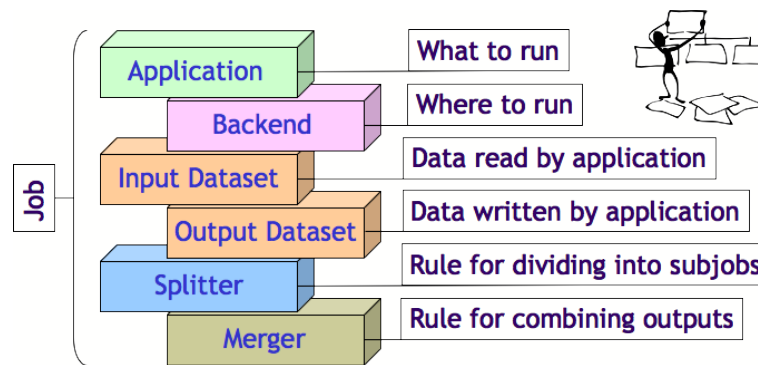 Application
What to run
Backend
Where to run
Input Dataset
Data read by application
Job
Output Dataset
Data written by application
Splitter
Rule for dividing into subjobs
Merger
Rule for combining outputs